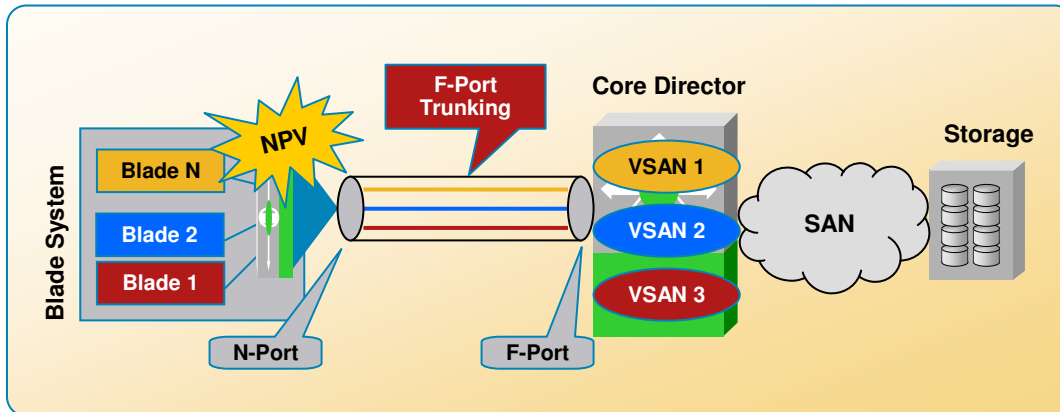 F-Port
Trunking
Core Director
Storage
NPV
Blade System
Blade N
Blade 2
Blade 1
VSAN 1
VSAN 2
VSAN 3
SAN
N-Port
F-Port